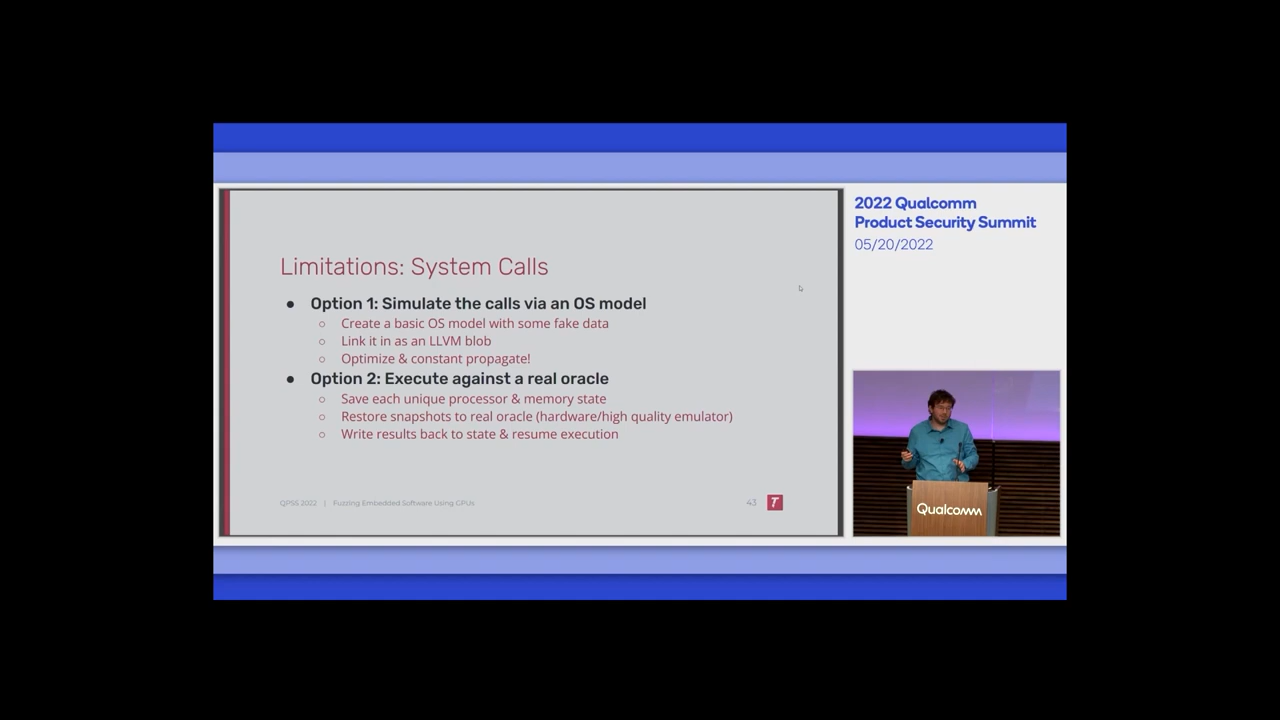 2022 Qualcomm
Product Security Summit
05/20/2022
Limitations: System Calls
● Option 1: Simulate the calls via an OS model
○ Create a basic OS model with some fake data
○ Link it in as an LLVM blob
○ Optimize & constant propagate!
● Option 2: Execute against a real oracle
○ Save each unique processor & memory state
○ Restore snapshots to real oracle (hardware/high quality emulator)
○ Write results back to state & resume execution
QPSS 2022 | Fuzzing Embedded Software Using GPUs
43
T
Qualcomm